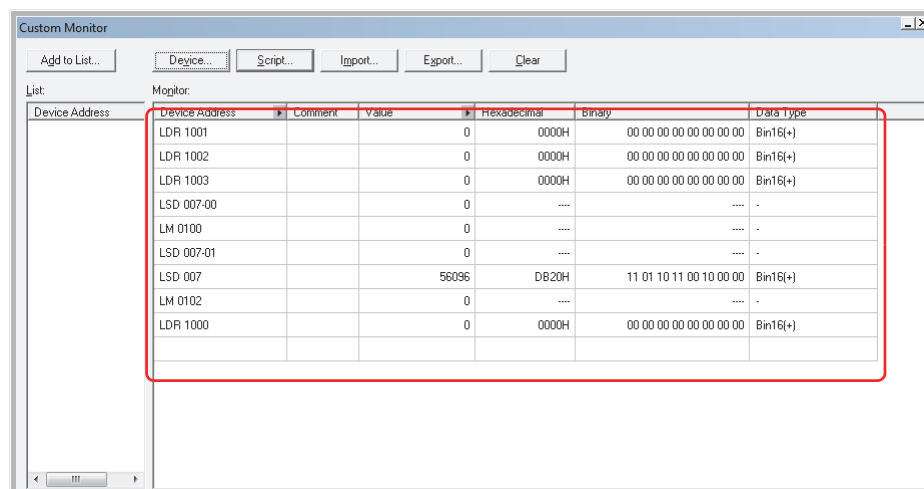 Custom Monitor
Add to List... Device... Script... Import... Export... Clear
List: Monitor:
Device Address Device Address Comment Value Hexadecimal Binary Data Type
LDR 1001 0 0000H 00 00 00 00 00 00 00 00 Bin16(+)
LDR 1002 0 0000H 00 00 00 00 00 00 00 00 Bin16(+)
LDR 1003 0 0000H 00 00 00 00 00 00 00 00 Bin16(+)
LSD 007-00 0 ---- ---- -
LM 0100 0 ---- ---- -
LSD 007-01 0 ---- ---- -
LSD 007 56096 DB20H 11 01 10 11 00 10 00 00 Bin16(+)
LM 0102 0 ---- ---- -
LDR 1000 0 0000H 00 00 00 00 00 00 00 00 Bin16(+)